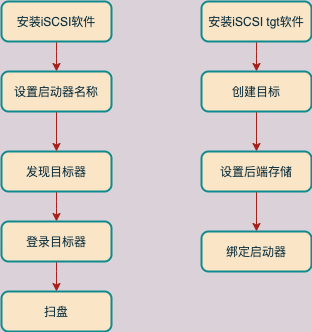 安装iSCSI软件
设置启动器名称
发现目标器
登录目标器
扫盘
安装iSCSI tgt软件
创建目标
设置后端存储
绑定启动器